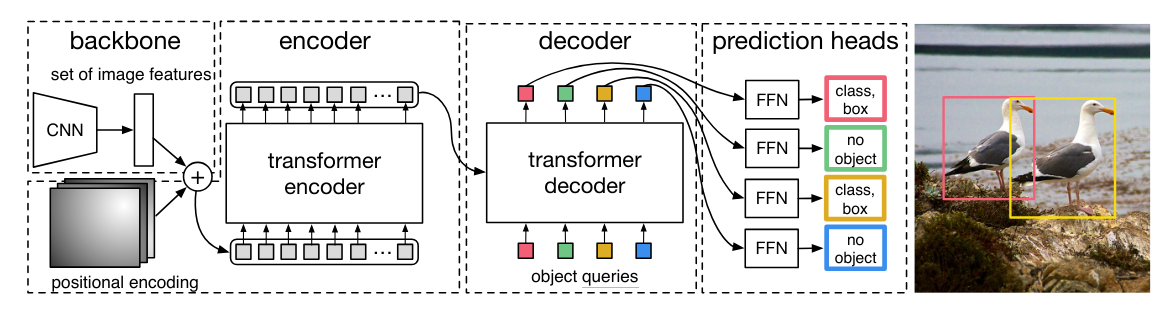 backbone
set of image features
CNN
+
positional encoding
encoder
...
transformer
encoder
...
decoder
transformer
decoder
object queries
prediction heads
FFN
class,
box
FFN
no
object
FFN
class,
box
FFN
no
object